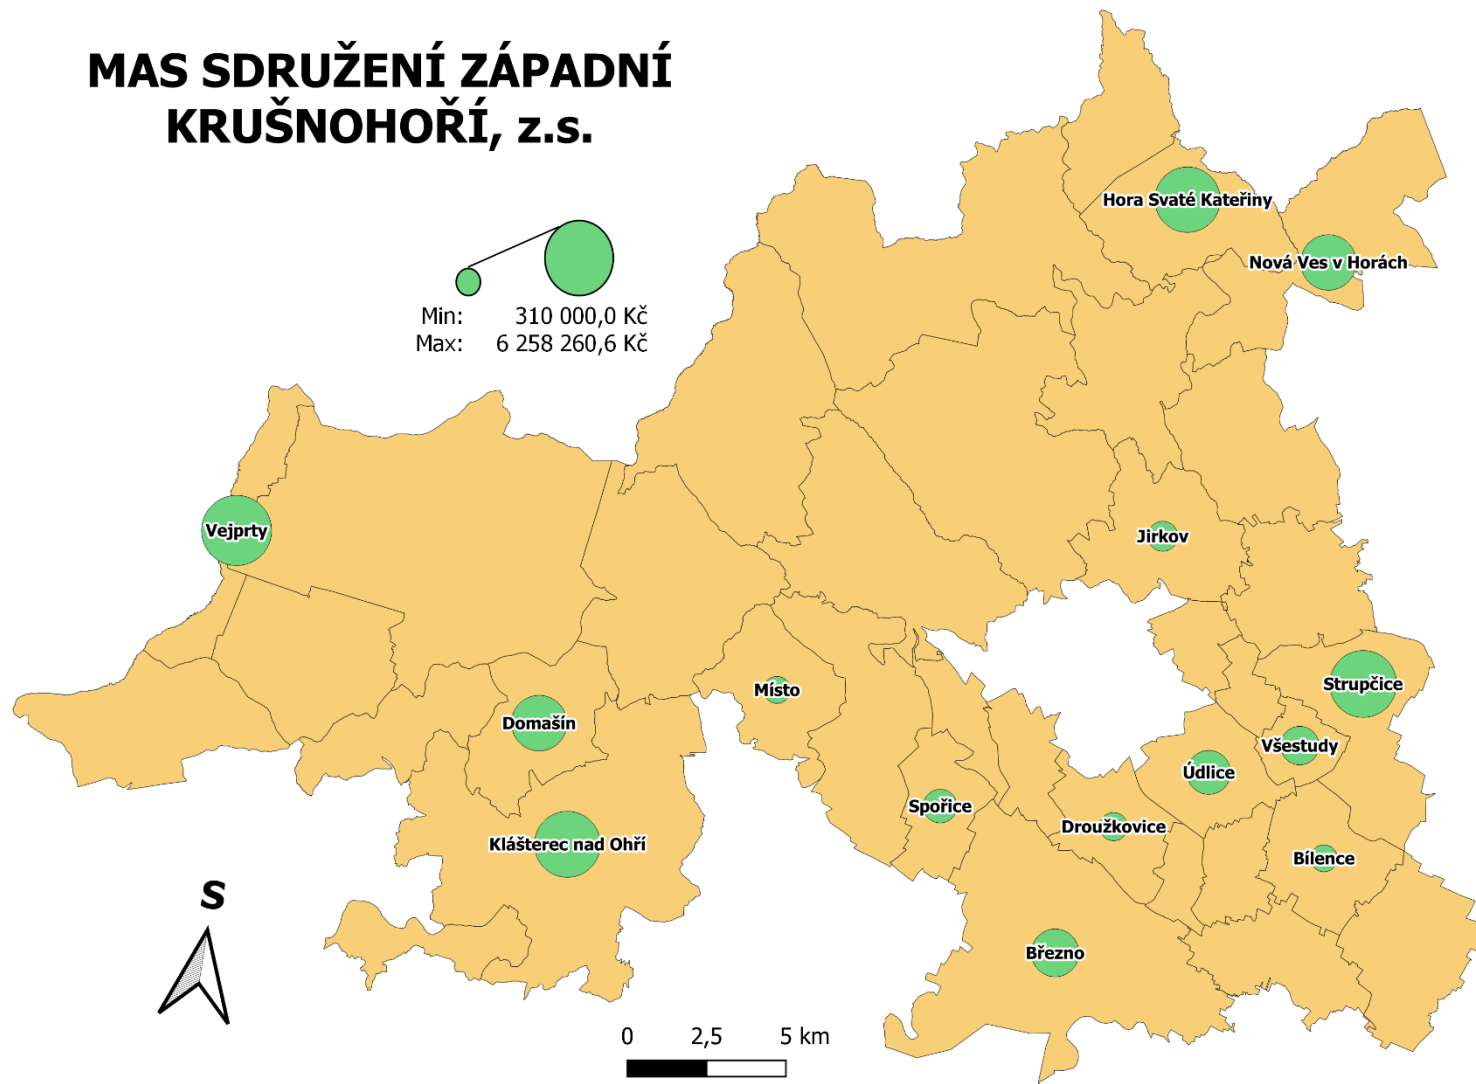 MAS SDRUŽENÍ ZÁPADNÍ
KRUŠNOHOŘÍ, z.s.
Min: 310 000,0 Kč
Max: 6 258 260,6 Kč
Hora Svaté Kateřiny
Nová Ves v Horách
Vejprty
Jirkov
Místo
Strupčice
Domašín
Všestudy
Údlice
Spořice
Droužkovice
Klášterec nad Ohří
Bílence
S
Březno
0 2,5 5 km